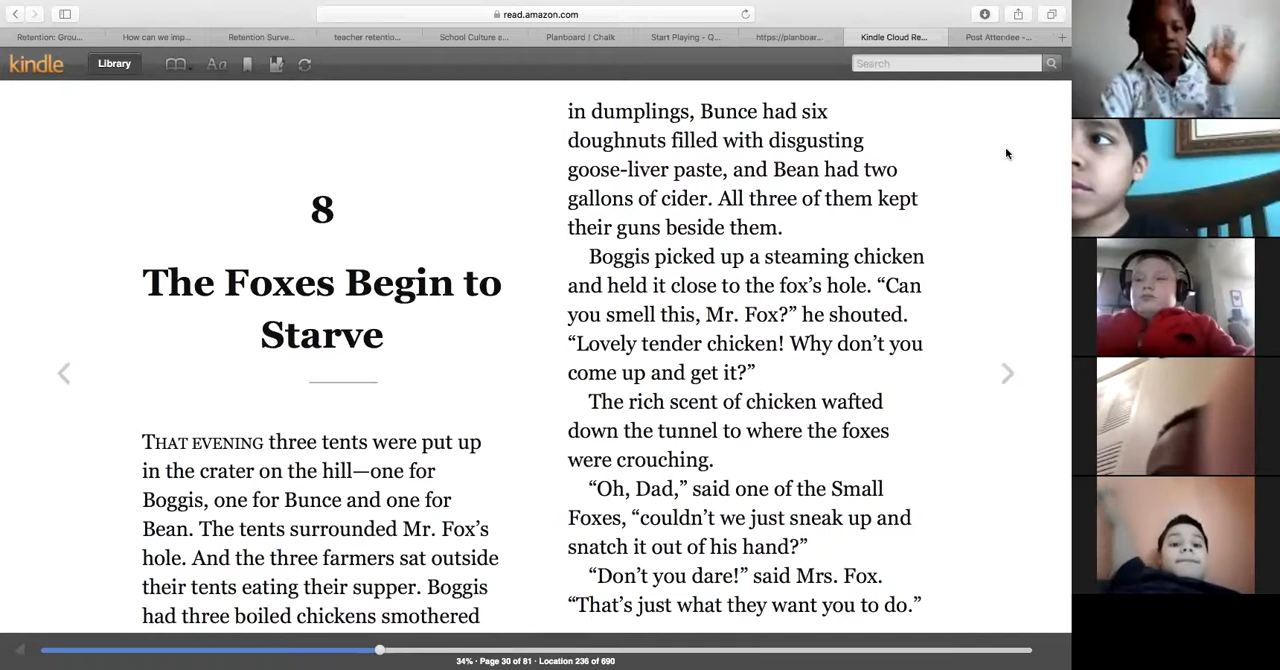 read.amazon.com
Retention: Grou...
How can we imp...
Retention Surve...
teacher retentio...
School Culture a...
Planboard | Chalk
Start Playing - Q...
https://planboar...
Kindle Cloud Re...
Post Attendee -...
kindle
Library
Aa
Search
8
The Foxes Begin to
Starve
THAT EVENING three tents were put up
in the crater on the hill—one for
Boggis, one for Bunce and one for
Bean. The tents surrounded Mr. Fox’s
hole. And the three farmers sat outside
their tents eating their supper. Boggis
had three boiled chickens smothered
in dumplings, Bunce had six
doughnuts filled with disgusting
goose-liver paste, and Bean had two
gallons of cider. All three of them kept
their guns beside them.
Boggis picked up a steaming chicken
and held it close to the fox’s hole. “Can
you smell this, Mr. Fox?” he shouted.
“Lovely tender chicken! Why don’t you
come up and get it?”
The rich scent of chicken wafted
down the tunnel to where the foxes
were crouching.
“Oh, Dad,” said one of the Small
Foxes, “couldn’t we just sneak up and
snatch it out of his hand?”
“Don’t you dare!” said Mrs. Fox.
“That’s just what they want you to do.”
34% · Page 30 of 81 · Location 236 of 690